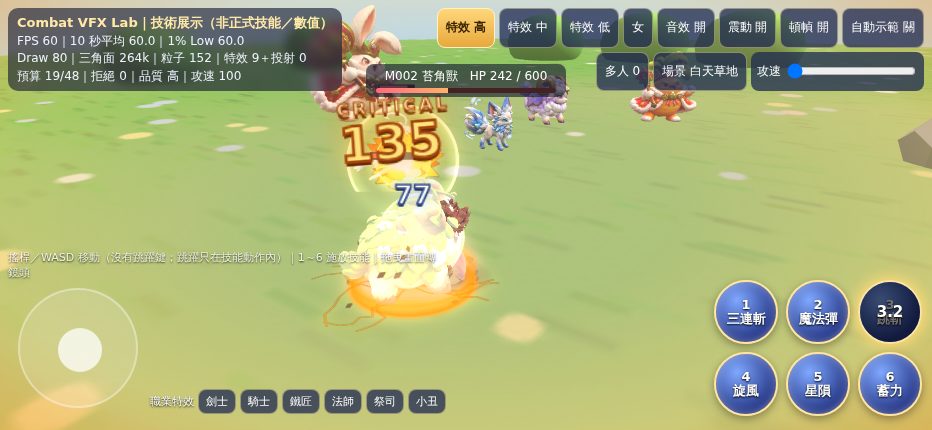 Combat VFX Lab｜技術展示（非正式技能／數值）
FPS 60｜10 秒平均 60.0｜1% Low 60.0
Draw 80｜三角面 264k｜粒子 152｜特效 9＋投射 0
預算 19/48｜拒絕 0｜品質 高｜攻速 100
特效 高
特效 中
特效 低
女
音效 開
震動 開
頓幀 開
自動示範 關
多人 0
場景 白天草地
攻速
M002 苔角獸 HP 242 / 600
CRITICAL
135
77
搖桿／WASD 移動（沒有跳躍鍵；跳躍只在技能動作內）｜1～6 施放技能｜
鏡頭
1
三連斬
2
魔法彈
3
3.2
跳斬
4
旋風
5
星隕
6
蓄力
職業特效
劍士
騎士
鐵匠
法師
祭司
小丑